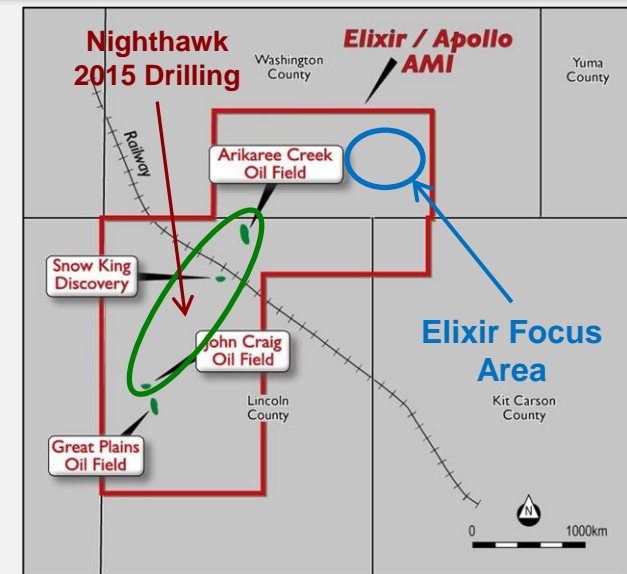 Nighthawk
2015 Drilling
Washington
County
Elixir / Apollo
AMI
Yuma
County
Railway
Arikaree Creek
Oil Field
Snow King
Discovery
John Craig
Oil Field
Elixir Focus
Area
Lincoln
County
Kit Carson
County
Great Plains
Oil Field
N
0 1000km